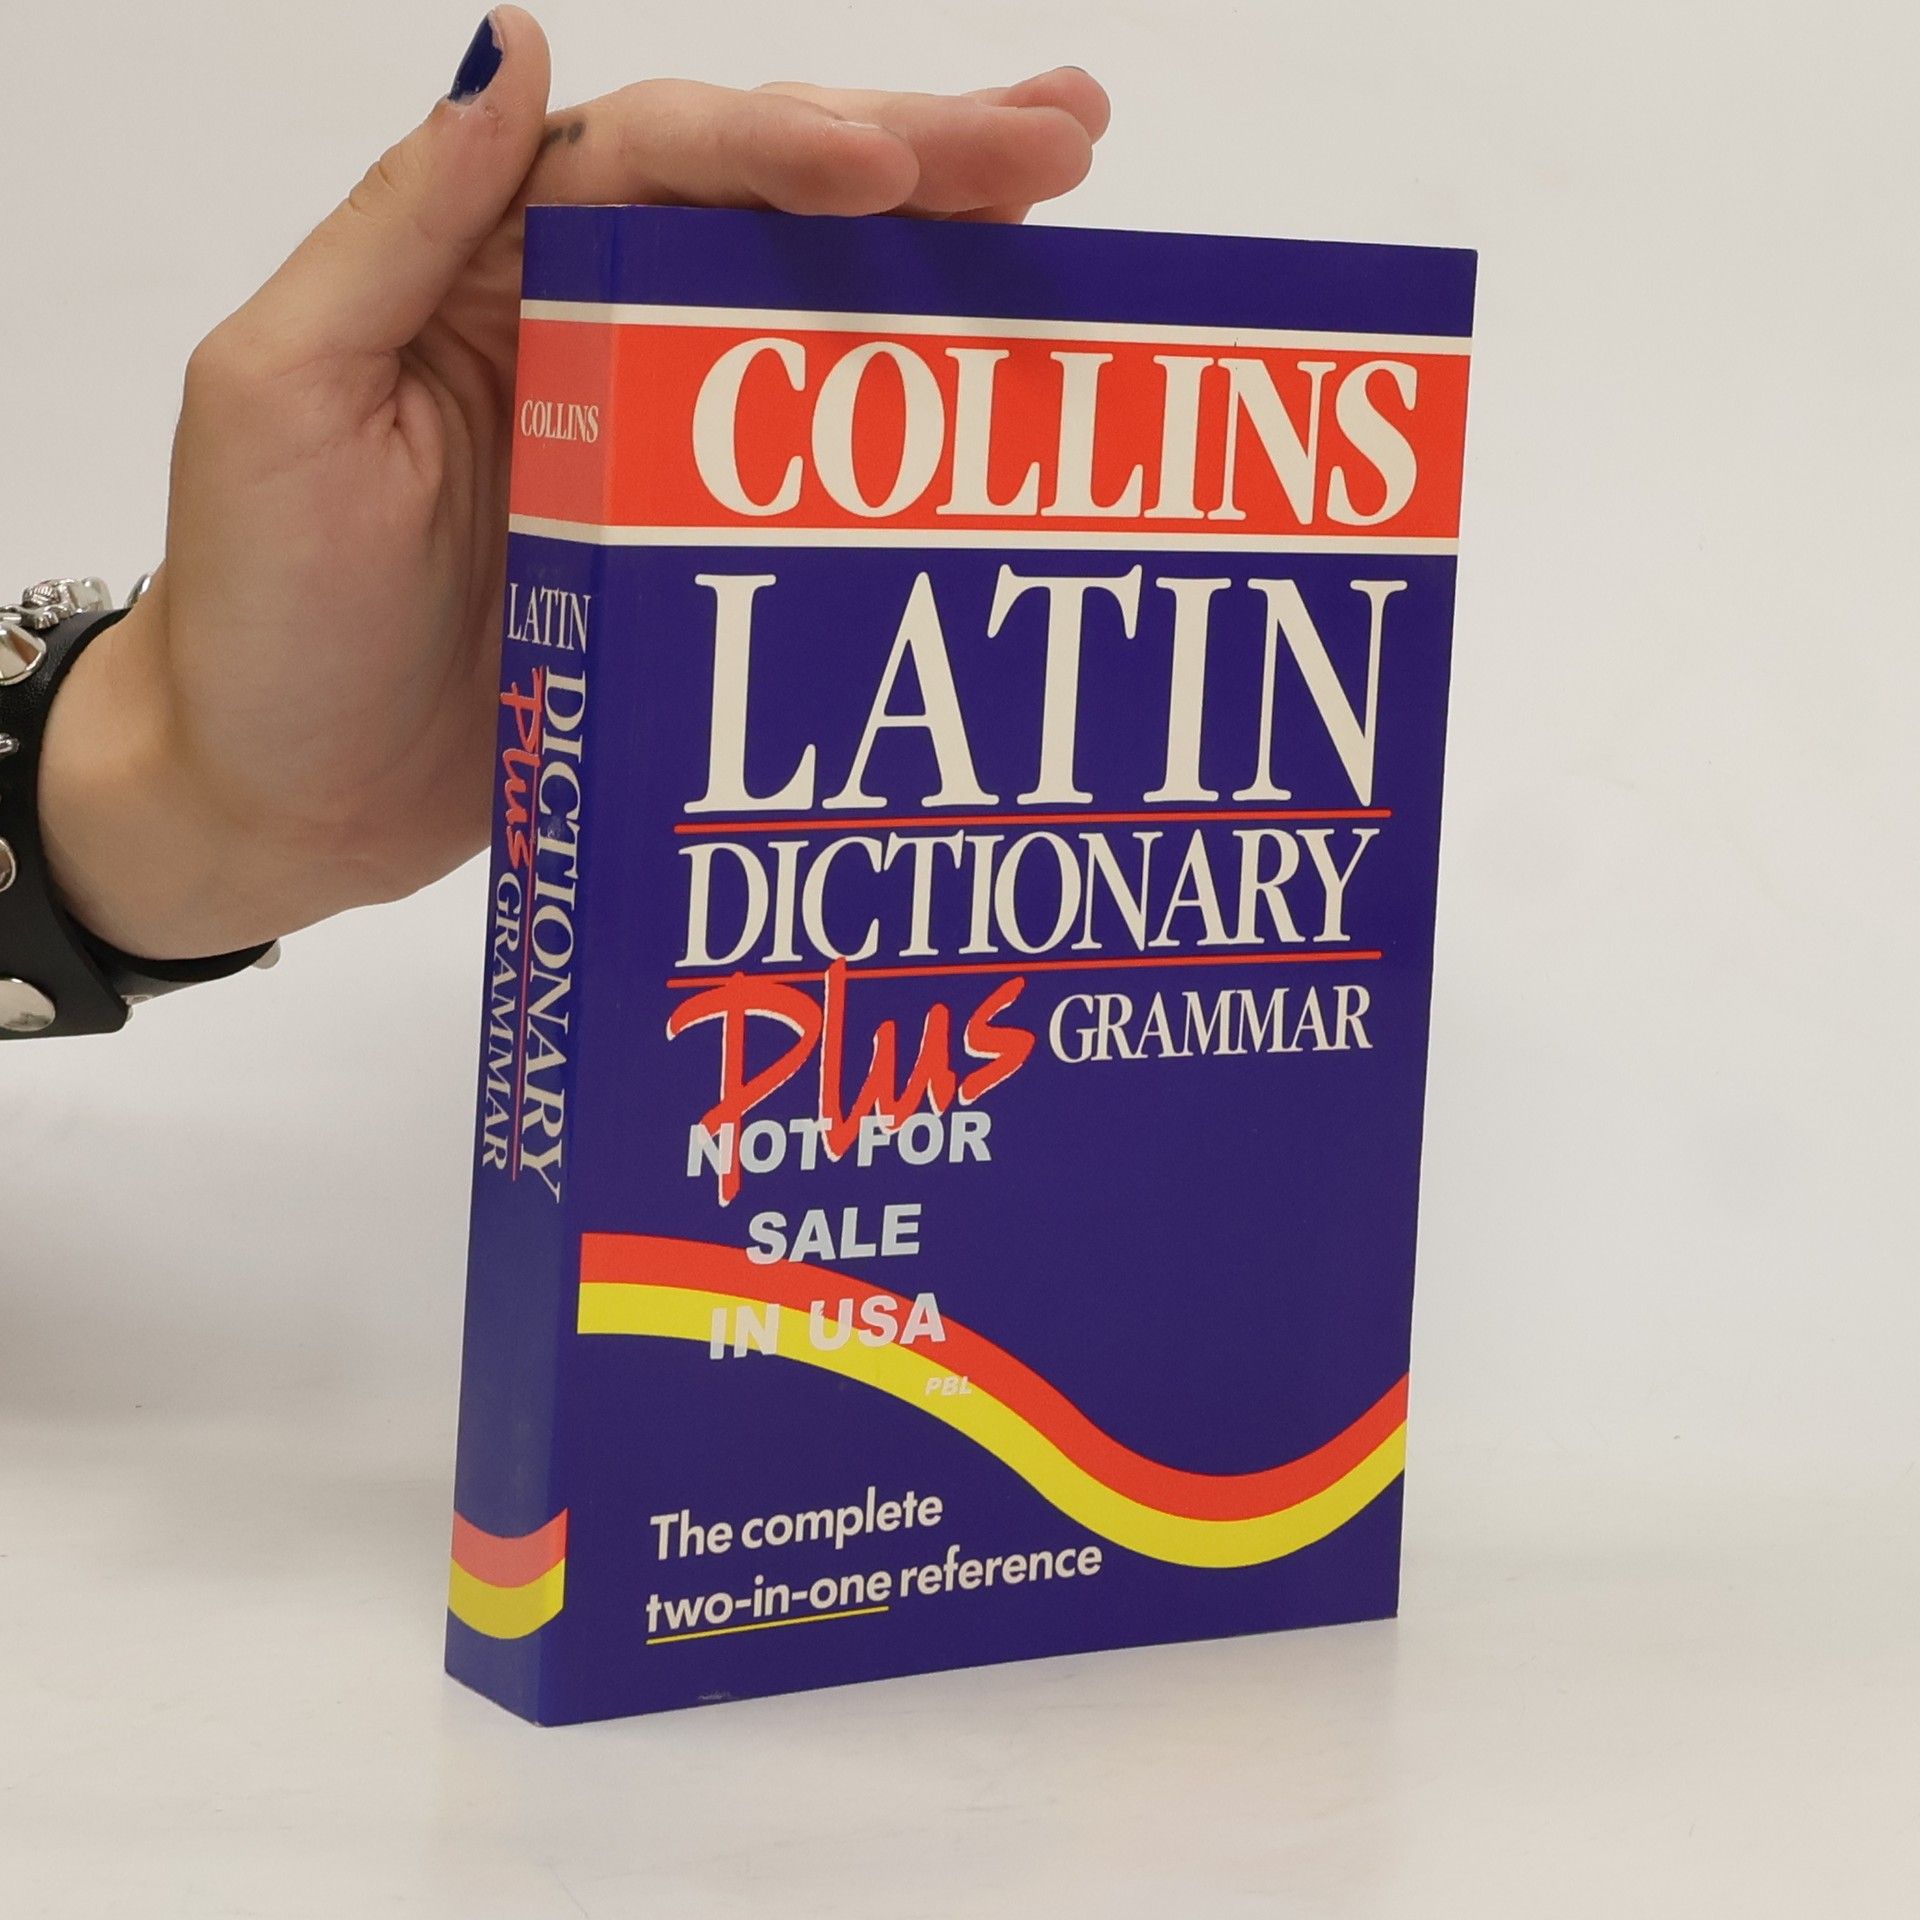 COLLINS
LATIN
DICTIONARY
Plus GRAMMAR
COLLINS
LATIN
DICTIONARY
Plus GRAMMAR
NOT FOR
SALE
IN USA
PBL
The complete
two-in-one reference